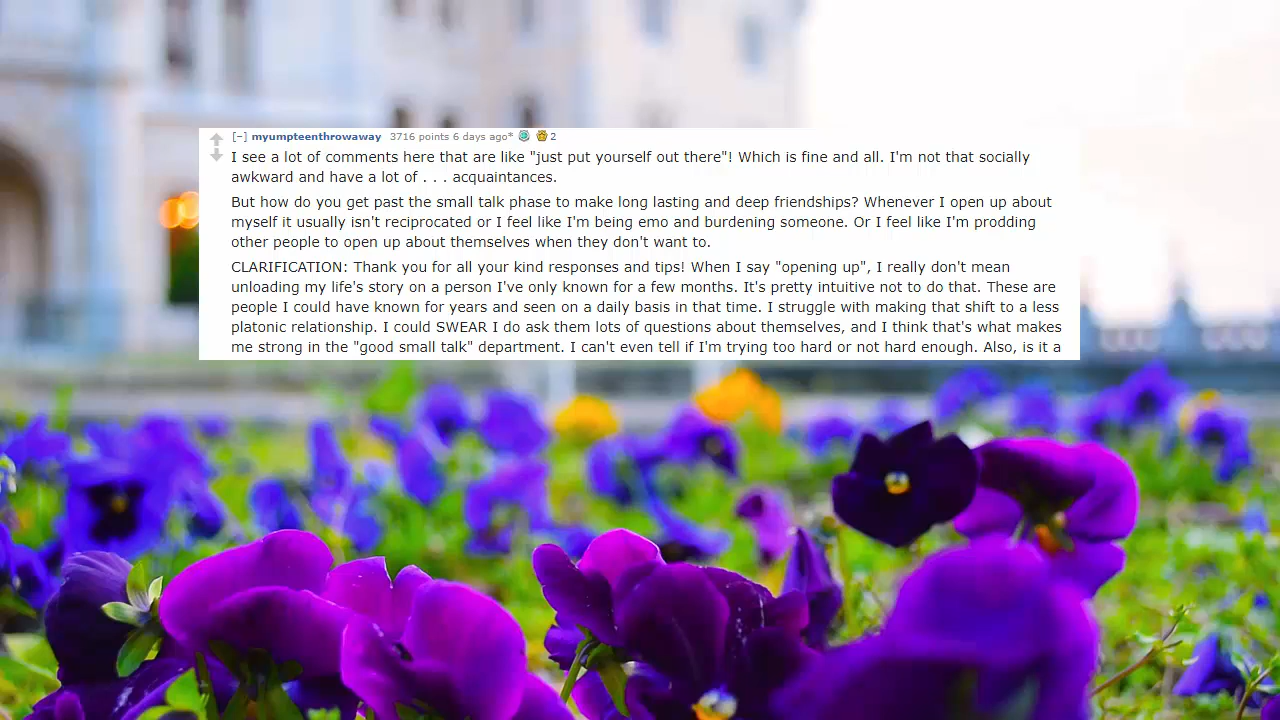 [–] myumpteenthrowaway 3716 points 6 days ago* 2
I see a lot of comments here that are like "just put yourself out there"! Which is fine and all. I'm not that socially
awkward and have a lot of . . . acquaintances.
But how do you get past the small talk phase to make long lasting and deep friendships? Whenever I open up about
myself it usually isn't reciprocated or I feel like I'm being emo and burdening someone. Or I feel like I'm prodding
other people to open up about themselves when they don't want to.
CLARIFICATION: Thank you for all your kind responses and tips! When I say "opening up", I really don't mean
unloading my life's story on a person I've only known for a few months. It's pretty intuitive not to do that. These are
people I could have known for years and seen on a daily basis in that time. I struggle with making that shift to a less
platonic relationship. I could SWEAR I do ask them lots of questions about themselves, and I think that's what makes
me strong in the "good small talk" department. I can't even tell if I'm trying too hard or not hard enough. Also, is it a